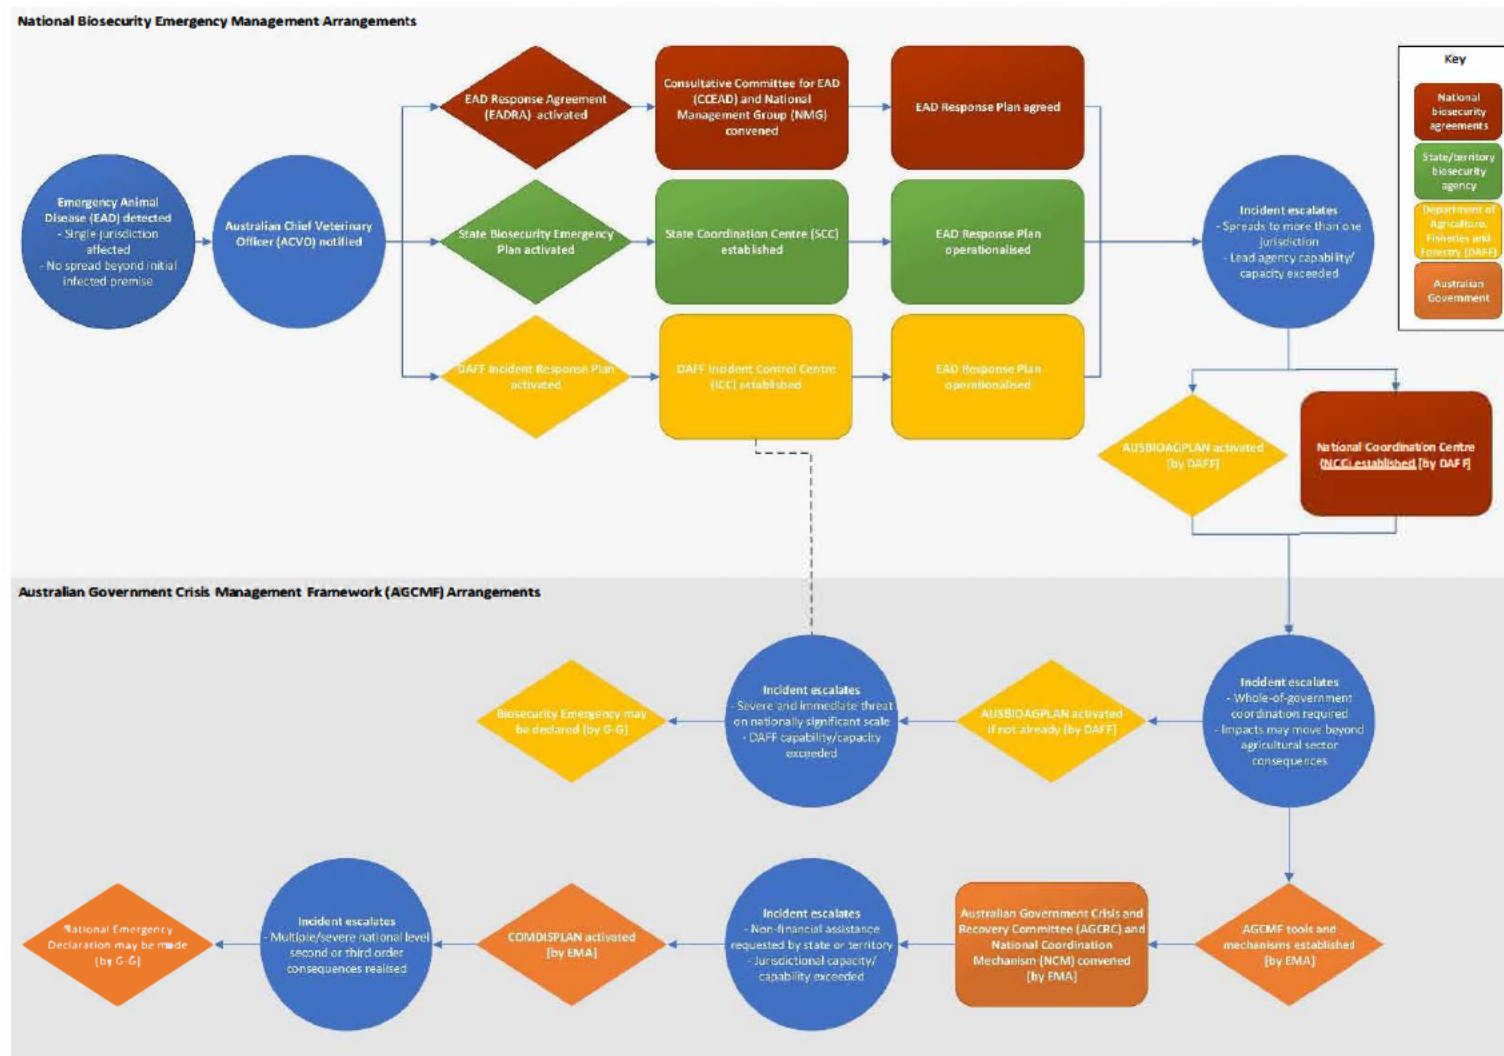 National Biosecurity Emergency Management Arrangements
Emergency Animal
Disease (EAD) detected
- Single jurisdiction
affected
- No spread beyond initial
infected premise
Australian Chief Veterinary
Officer (ACVO) notified
EAD Response Agreement
(EADRA) activated
Consultative Committee for EAD
(CCEAD) and National
Management Group (NMG)
convened
EAD Response Plan agreed
State Biosecurity Emergency
Plan activated
State Coordination Centre (SCC)
established
EAD Response Plan
operationalised
DAFF Incident Response Plan
activated
DAFF Incident Control Centre
(ICC) established
EAD Response Plan
operationalised
Incident escalates
- Spreads to more than one
jurisdiction
- Lead agency capability/
capacity exceeded
Key
National
biosecurity
agreements
State/territory
biosecurity
agency
Department of
Agriculture,
Fisheries and
Forestry (DAFF)
Australian
Government
AUSBIOAGPLAN activated
[by DAFF]
National Coordination Centre
(NCC) established [by DAFF]
Australian Government Crisis Management Framework (AGCMF) Arrangements
Biosecurity Emergency may
be declared [by G-G]
Incident escalates
- Severe and immediate threat
on nationally significant scale
- DAFF capability/capacity
exceeded
AUSBIOAGPLAN activated
if not already [by DAFF]
Incident escalates
- Whole-of-government
coordination required
- Impacts may move beyond
agricultural sector
consequences
National Emergency
Declaration may be made
[by G-G]
Incident escalates
- Multiple/severe national level
second or third order
consequences realised
COMDISPLAN activated
[by EMA]
Incident escalates
- Non-financial assistance
requested by state or territory
- Jurisdictional capacity/
capability exceeded
Australian Government Crisis and
Recovery Committee (AGCRC) and
National Coordination
Mechanism (NCM) convened
[by EMA]
AGCMF tools and
mechanisms established
[by EMA]